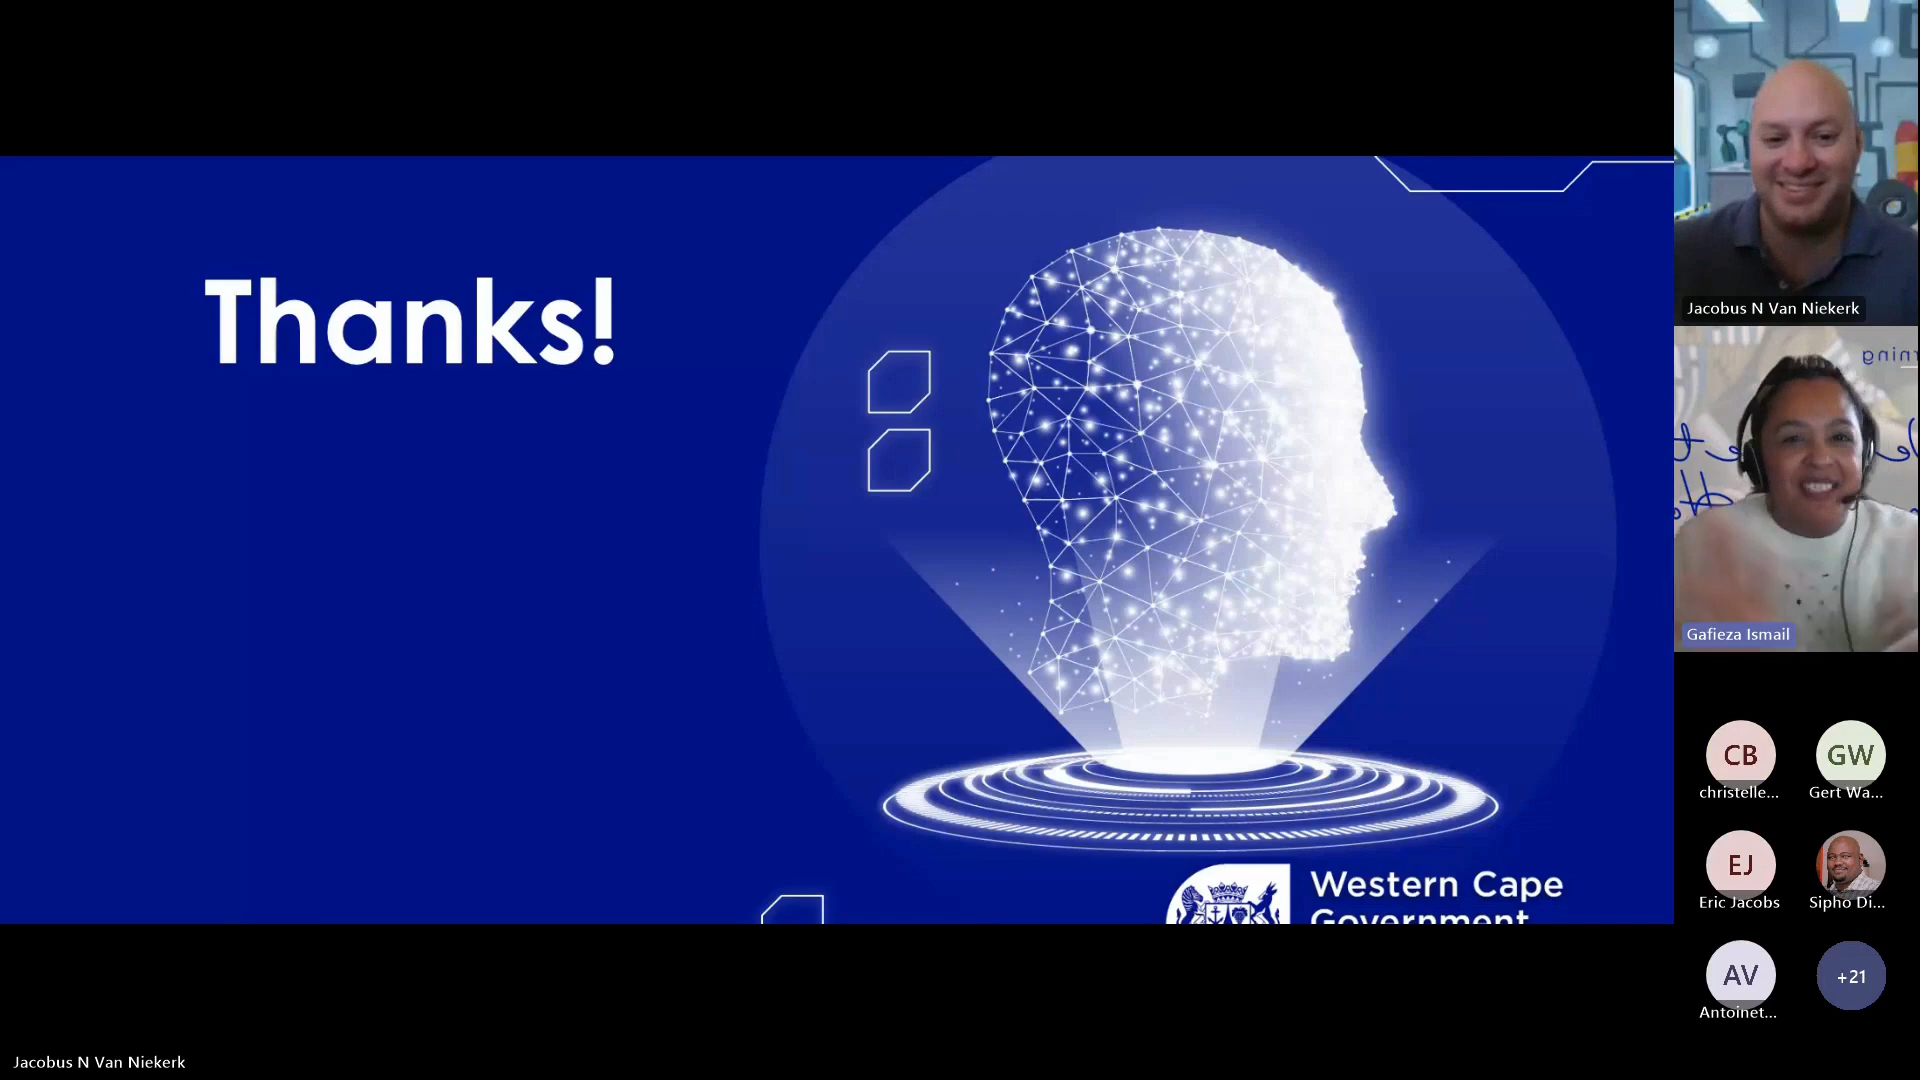 Thanks!
Western Cape
Government
Jacobus N Van Niekerk
Gafieza Ismail
CB
GW
christelle...
Gert Wa...
EJ
Eric Jacobs
Sipho Di...
AV
+21
Antoinet...
Jacobus N Van Niekerk